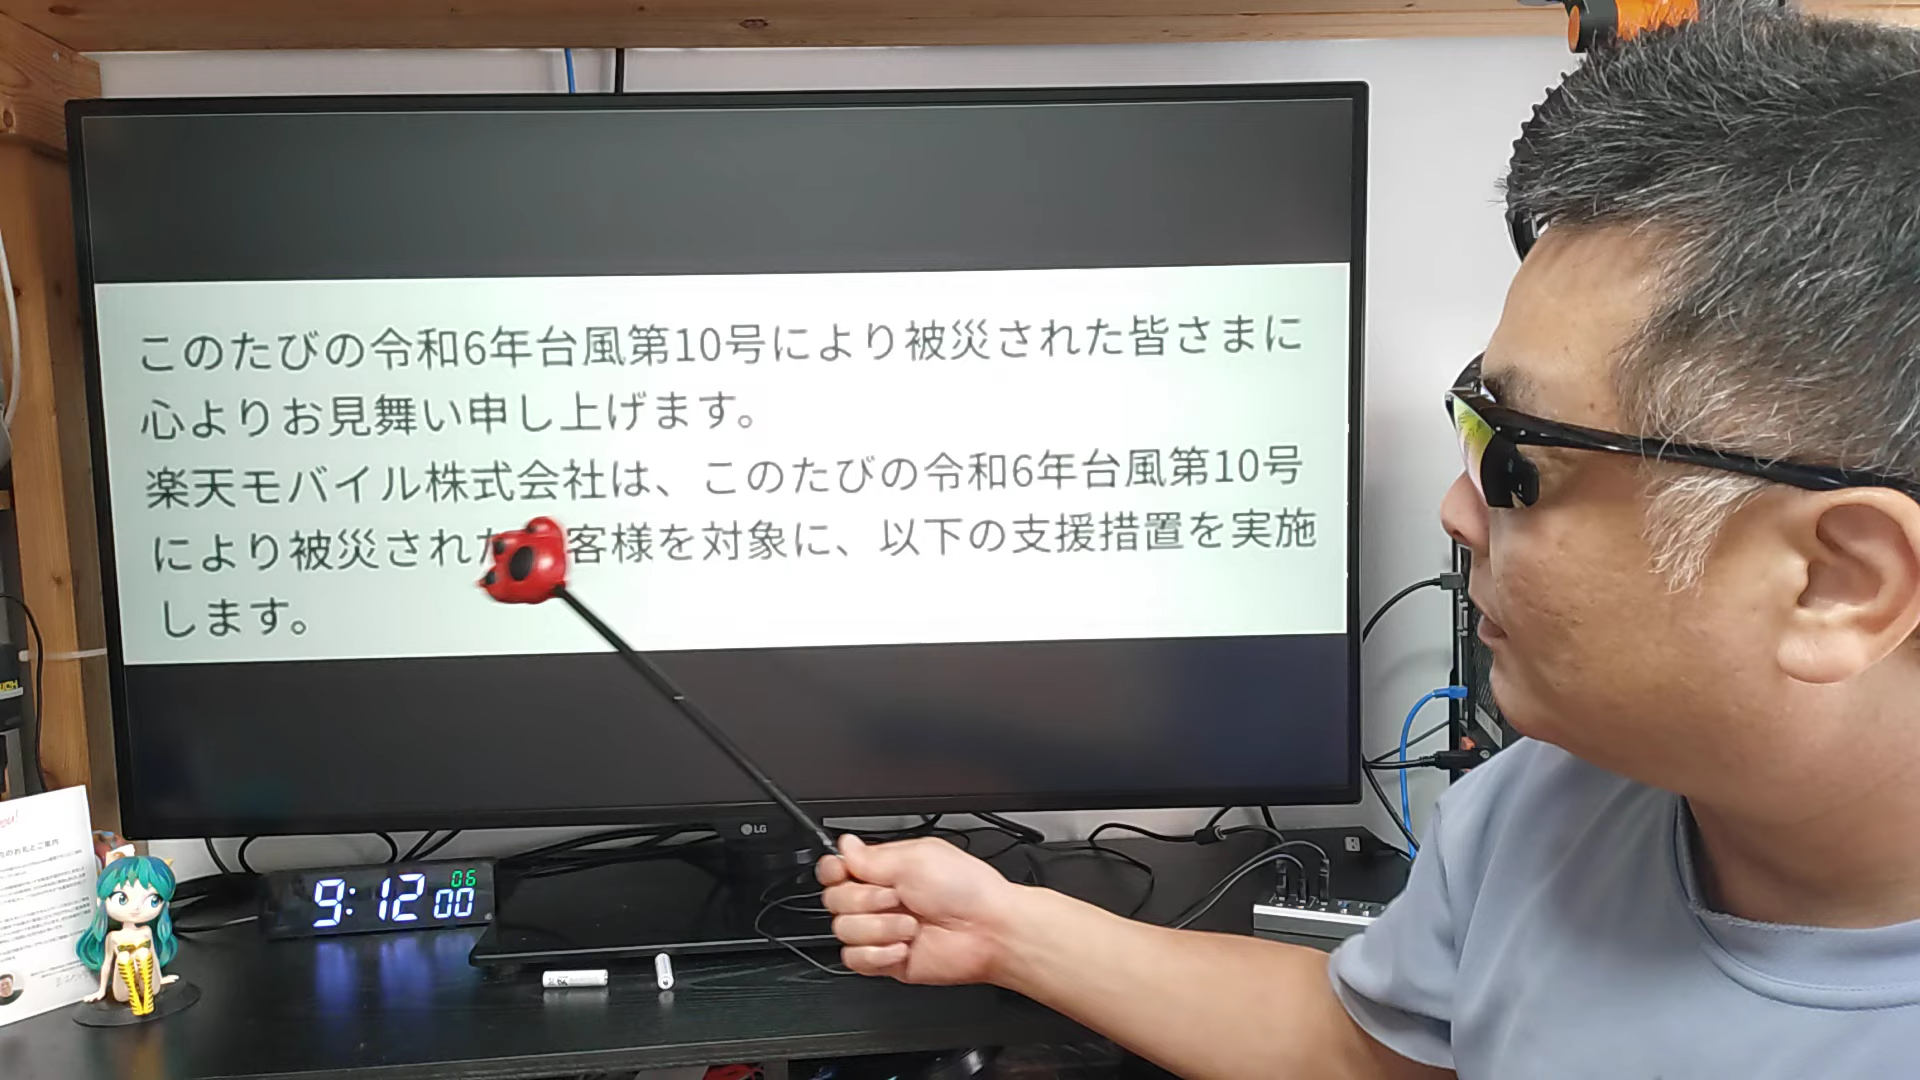 このたびの令和6年台風第10号により被災された皆さまに
心よりお見舞い申し上げます。
楽天モバイル株式会社は、このたびの令和6年台風第10号
により被災された客様を対象に、以下の支援措置を実施
します。
LG
9:12 00 06